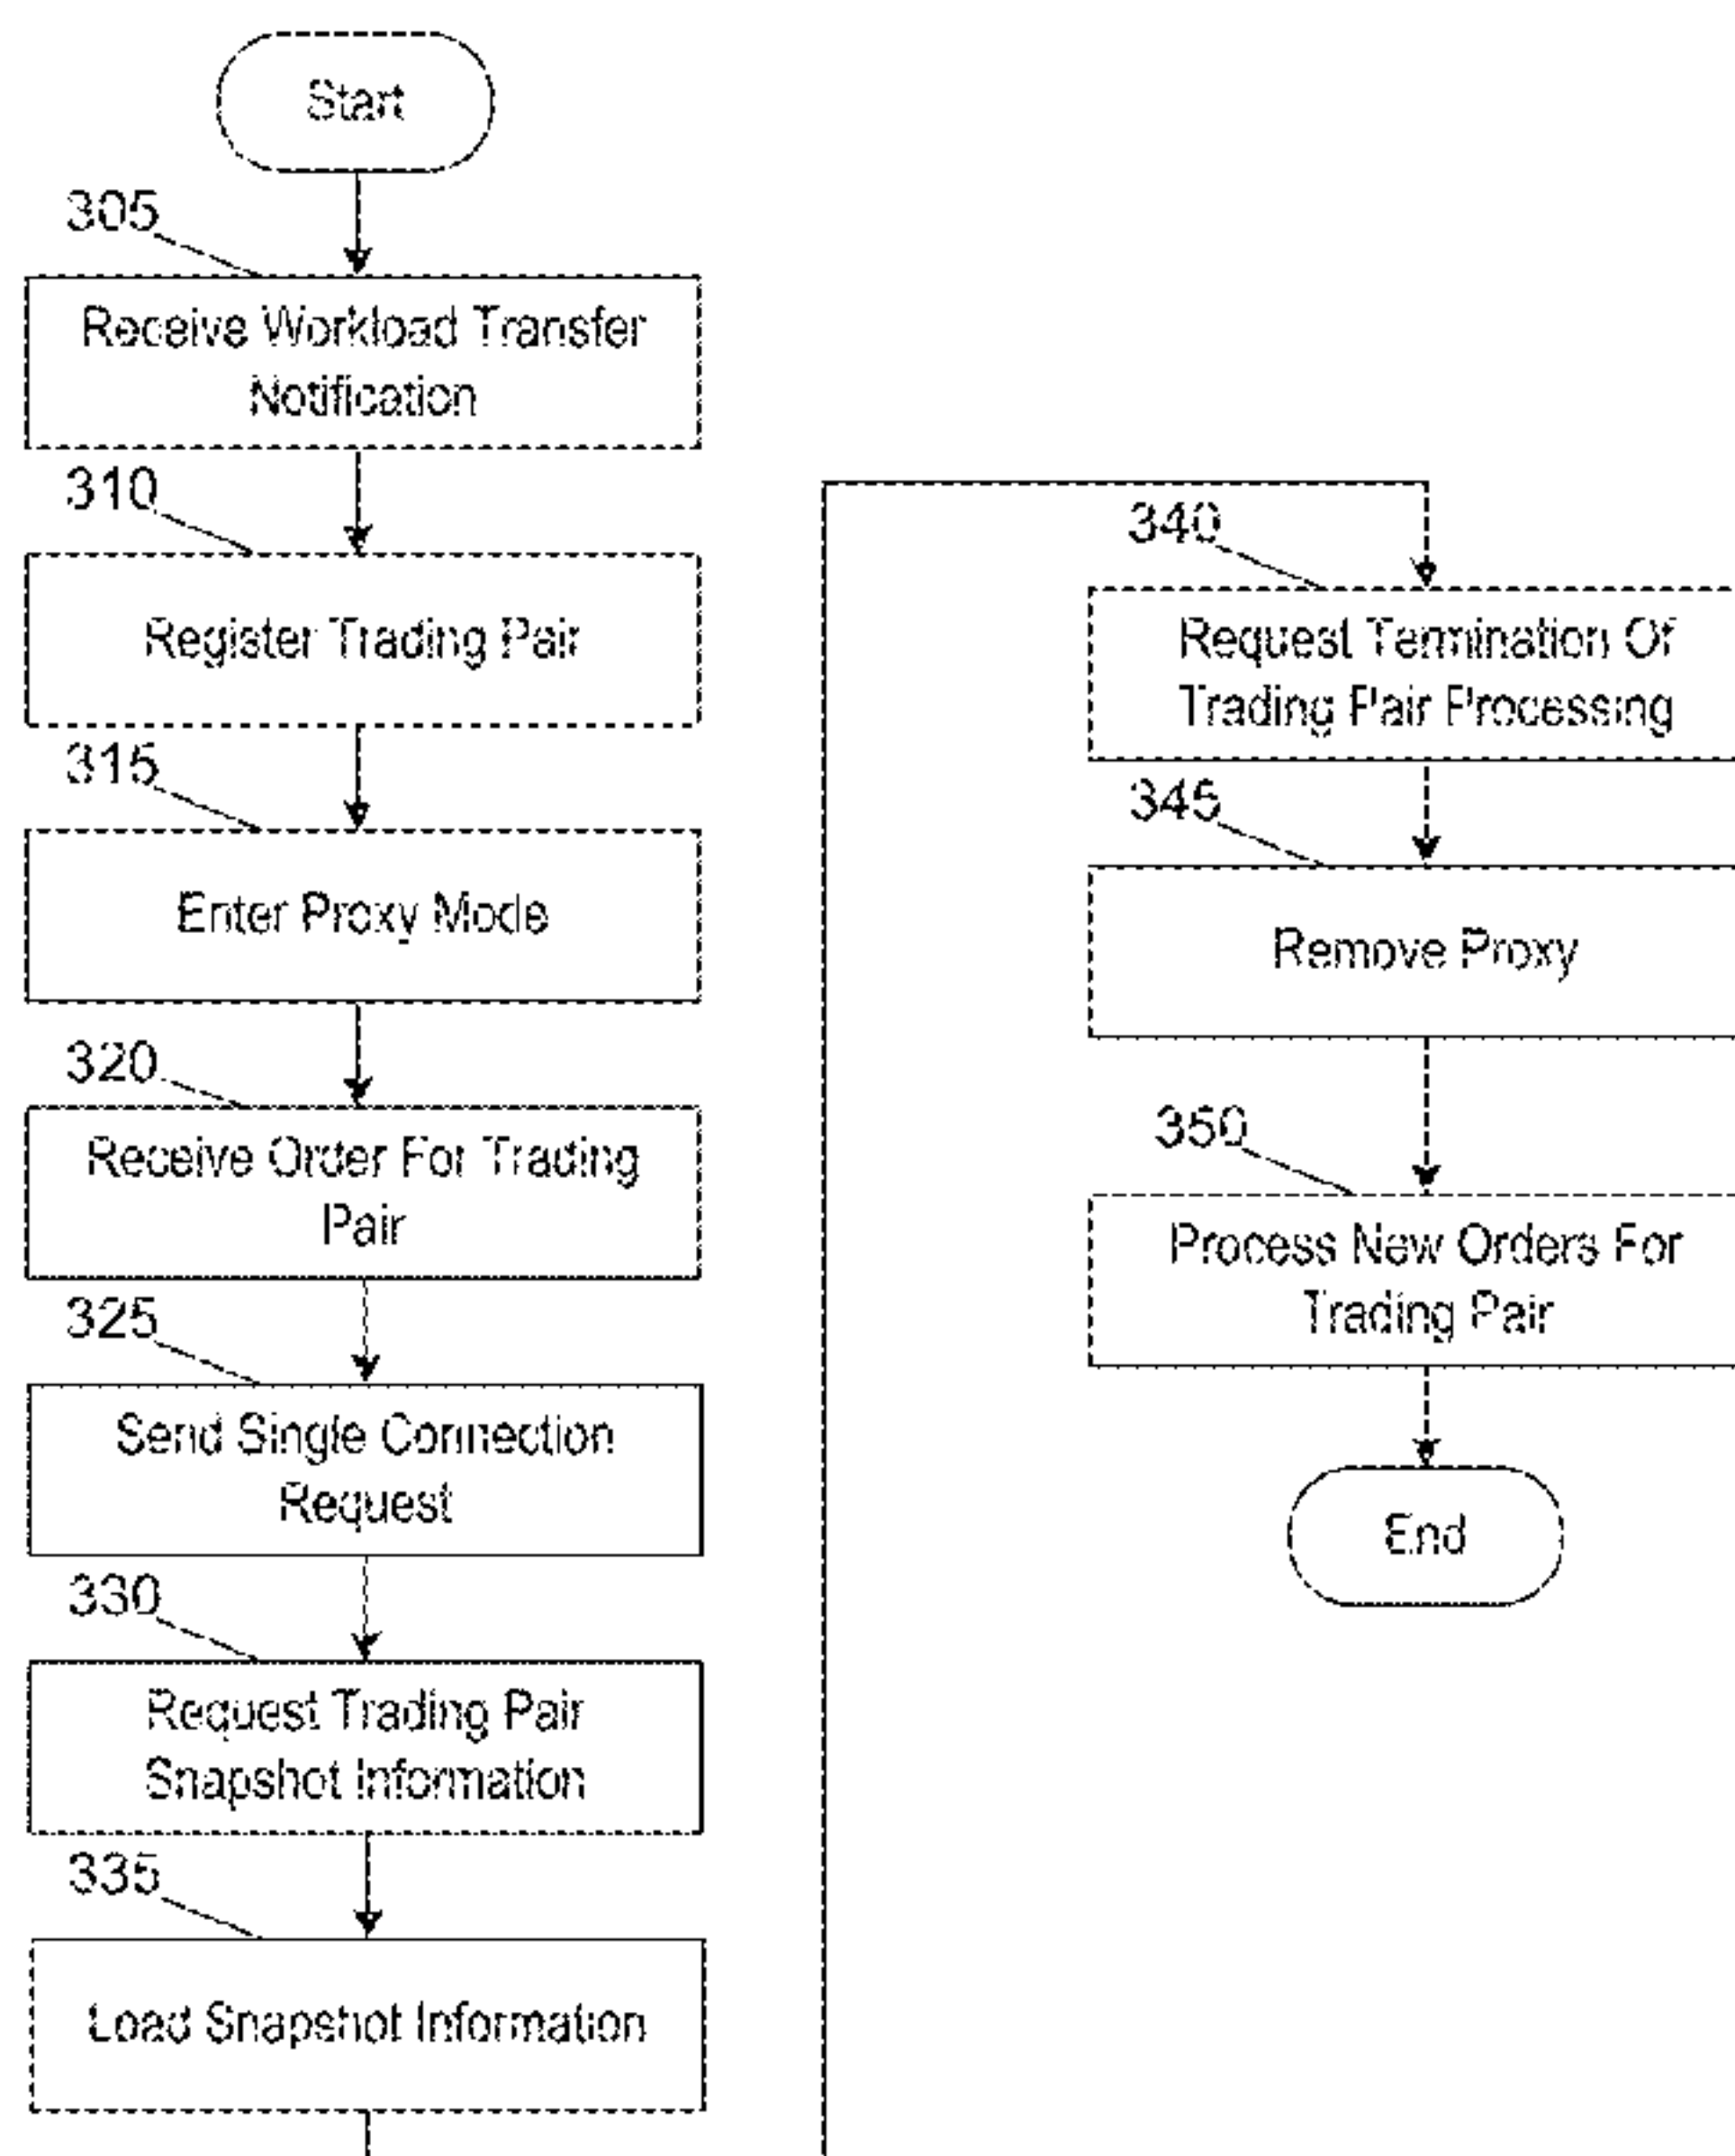 Start
305
Receive Workload Transfer
Notification
310
Register Trading Pair
315
Enter Proxy Mode
320
Receive Order For Trading
Pair
325
Send Single Connection
Request
330
Request Trading Pair
Snapshot Information
335
Load Snapshot Information
340
Request Termination Of
Trading Pair Processing
345
Remove Proxy
350
Process New Orders For
Trading Pair
End